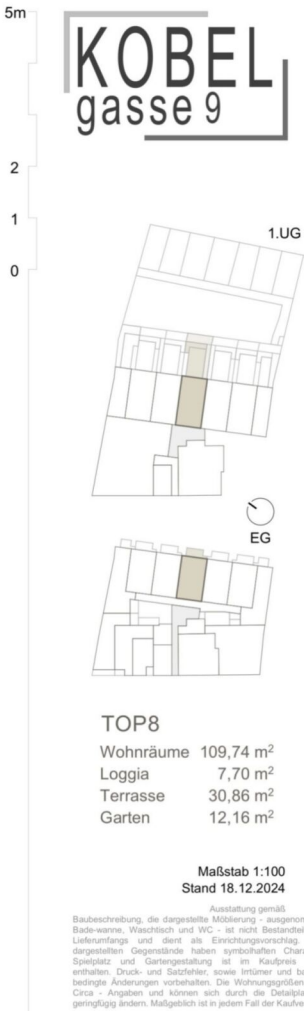 5m
KOBEL
gasse 9
2
1
0
1.UG
EG
TOP8
Wohnräume 109,74 m²
Loggia 7,70 m²
Terrasse 30,86 m²
Garten 12,16 m²
Maßstab 1:100
Stand 18.12.2024
Ausstattung gemäß
Baubeschreibung, die dargestellte Möblierung - ausgenom
Bade-wanne, Waschtisch und WC - ist nicht Bestandtei
Lieferumfangs und dient als Einrichtungsvorschlag.
dargestellten Gegenstände haben symbolhaften Chara
Spielplatz und Gartengestaltung ist im Kaufpreis
enthalten. Druck- und Satzfehler, sowie Irrtümer und ba
bedingte Änderungen vorbehalten. Die Wohnungsgrößen
Circa - Angaben und können sich durch die Detailpla
geringfügig ändern. Maßgeblich ist in jedem Fall der Kaufve